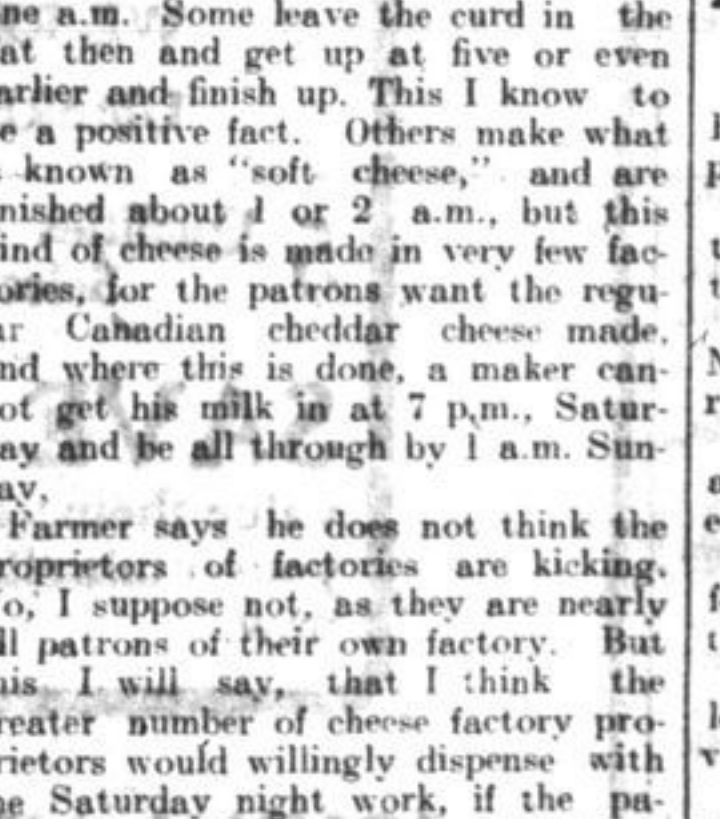 ne a.m. Some leave the curd in the
at then and get up at five or even
arlier and finish up. This I know to
e a positive fact. Others make what
s known as "soft cheese," and are
nished about 1 or 2 a.m., but this
ind of cheese is made in very few fac-
ories, for the patrons want the regu-
ar Canadian cheddar cheese made,
nd where this is done, a maker can-
ot get his milk in at 7 p.m., Satur-
ay and be all through by 1 a.m. Sun-
ay,
Farmer says he does not think the
roprietors of factories are kicking.
o, I suppose not, as they are nearly
ll patrons of their own factory. But
his I will say, that I think the
reater number of cheese factory pro-
rietors would willingly dispense with
he Saturday night work, if the pa-